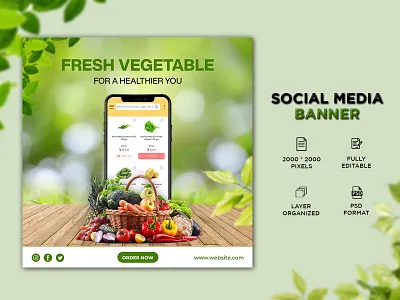 FRESH VEGETABLE
FOR A HEALTHIER YOU
ORDER NOW
www.website.com
SOCIAL MEDIA
BANNER
2000 * 2000
PIXELS
FULLY
EDITABLE
LAYER
ORGANIZED
PSD
FORMAT